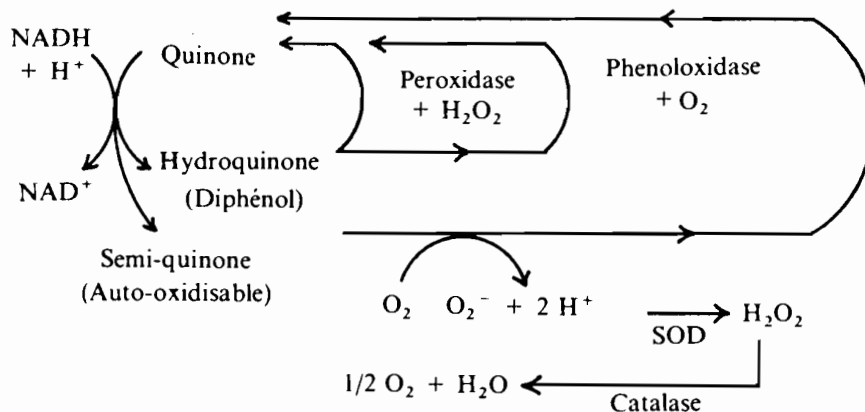 NADH
+ H⁺
Quinone
Peroxidase
+ H₂O₂
Phenoloxidase
+ O₂
NAD⁺
Hydroquinone
(Diphénol)
Semi-quinone
(Auto-oxidisable)
O₂ O₂⁻ + 2 H⁺
SOD
H₂O₂
1/2 O₂ + H₂O
Catalase